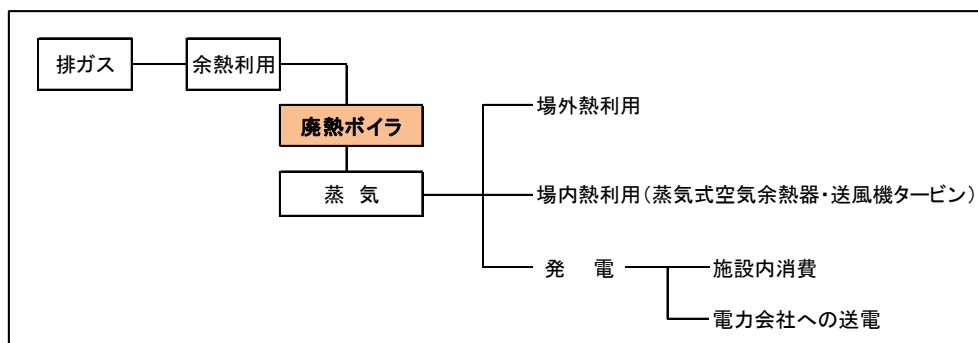 排ガス
余熱利用
廃熱ボイラ
蒸 気
場外熱利用
場内熱利用(蒸気式空気余熱器・送風機タービン)
発 電
施設内消費
電力会社への送電